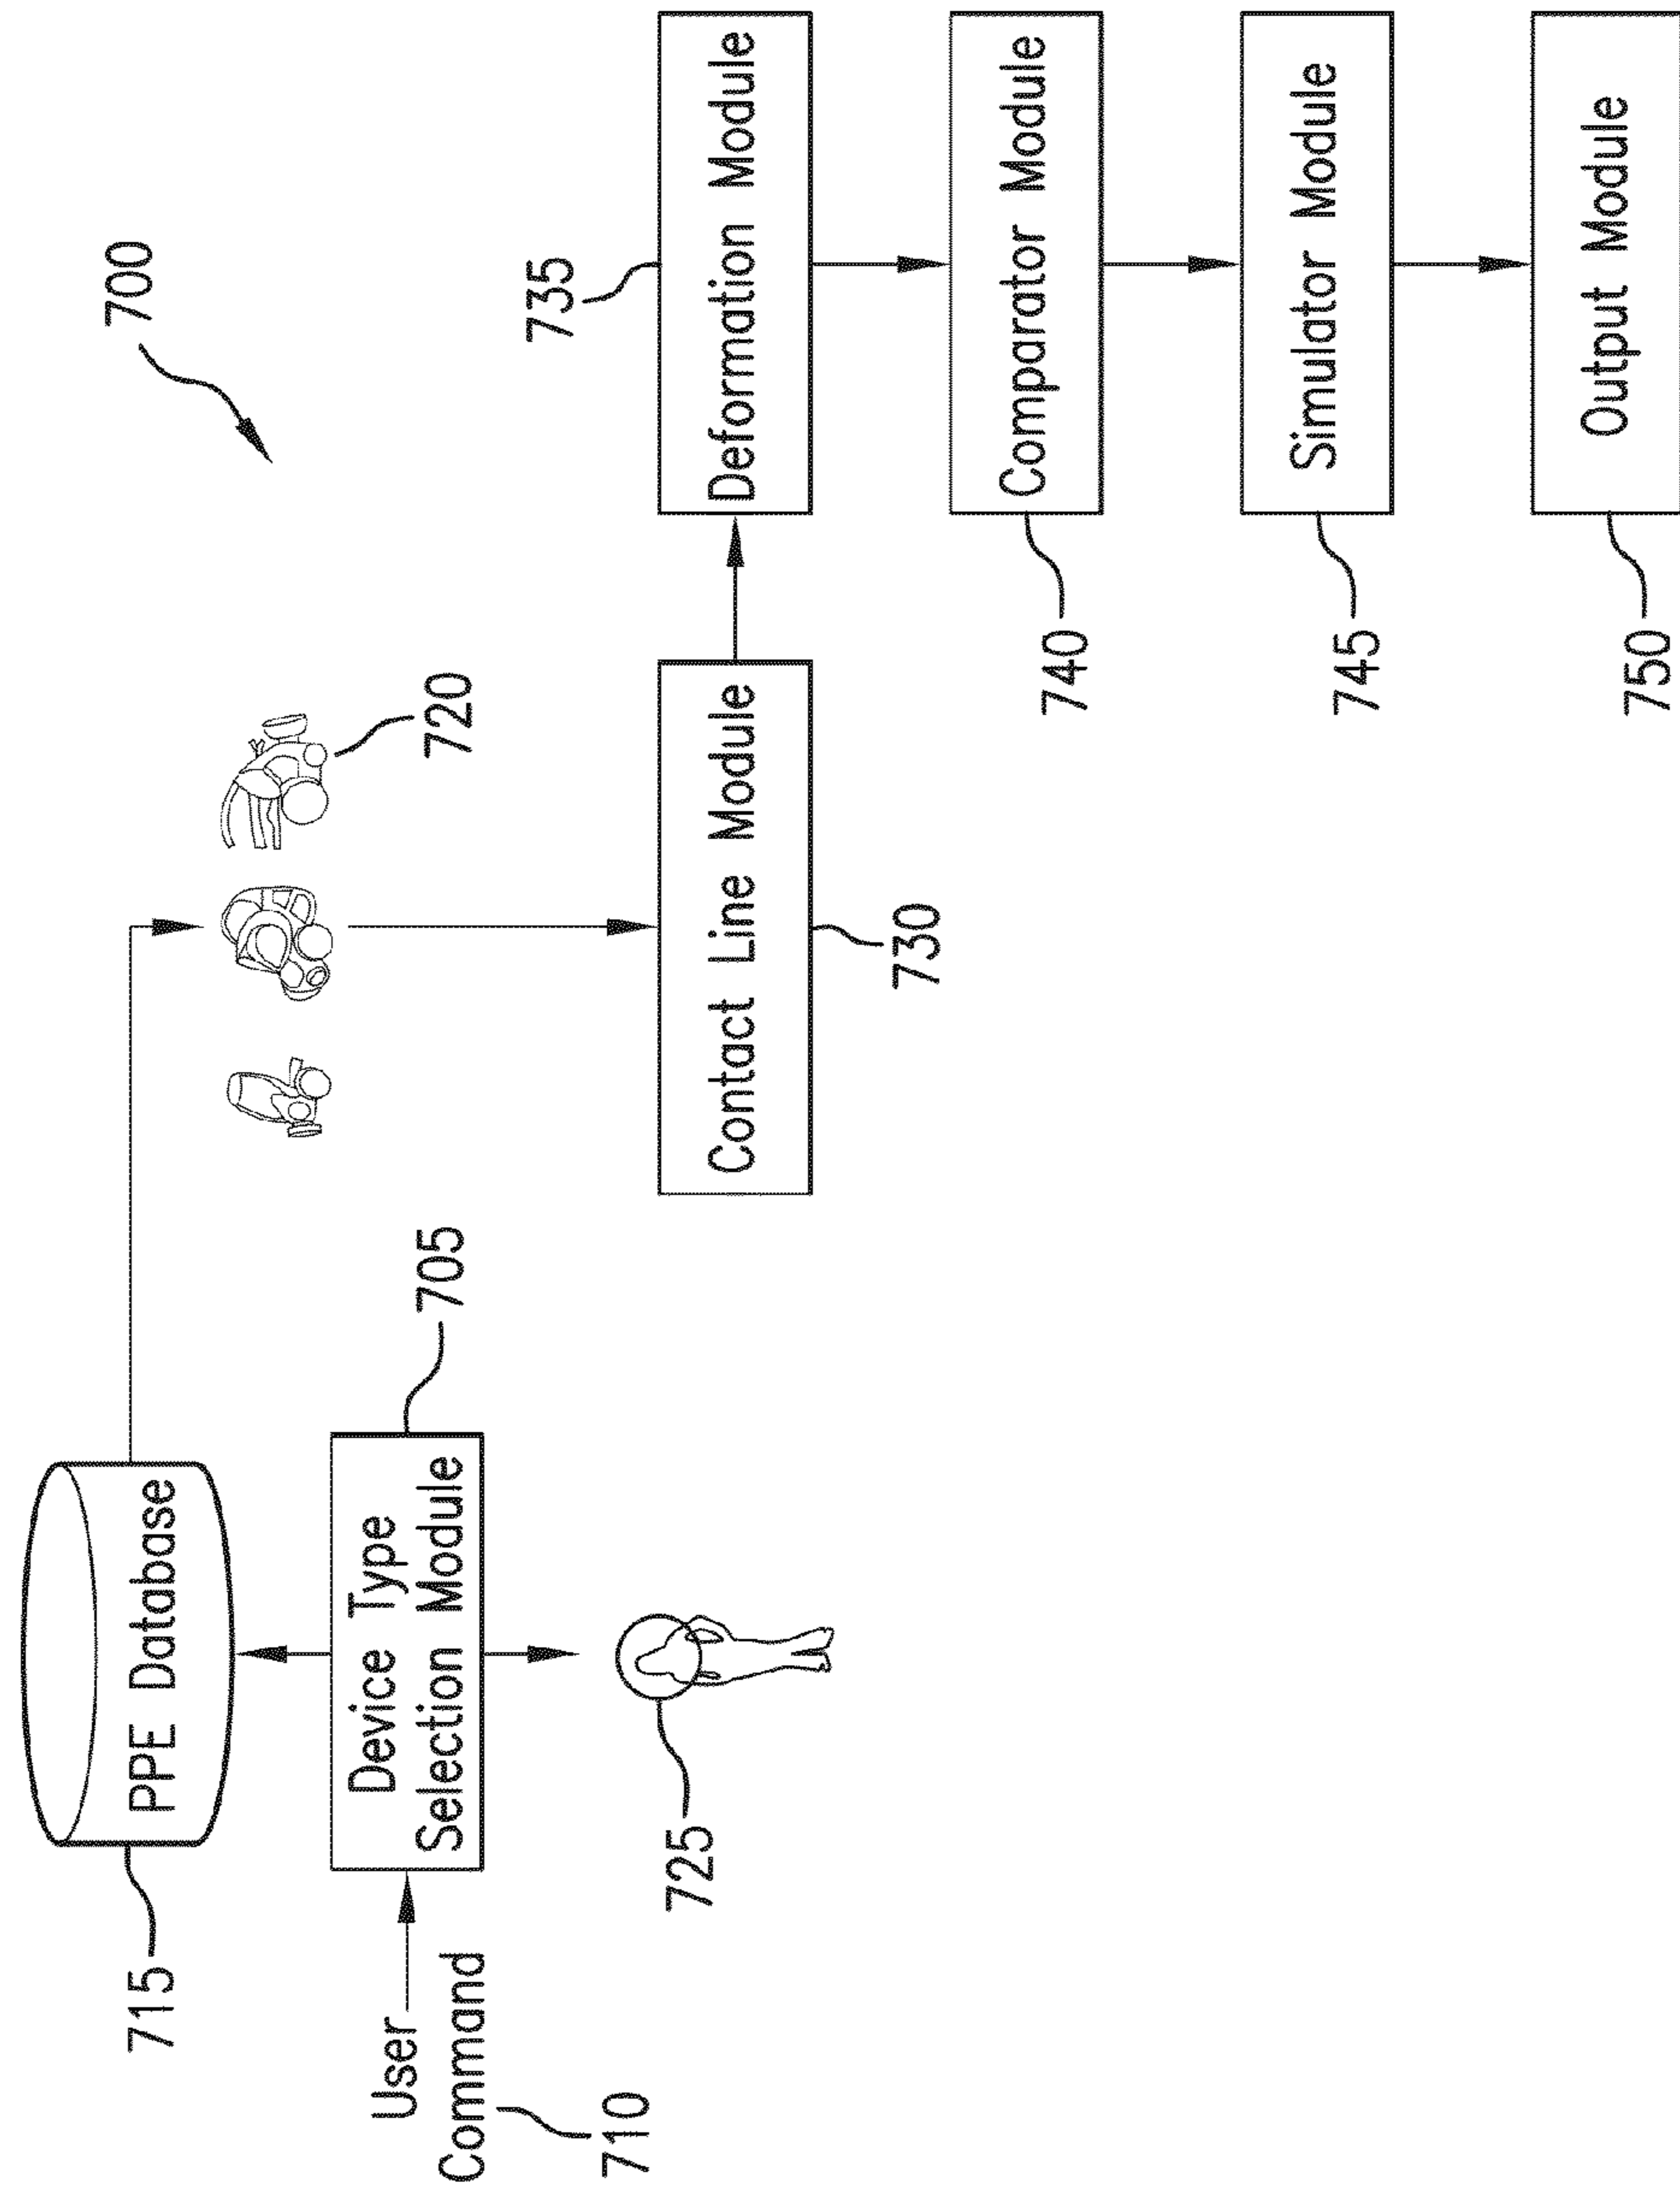 700
715
PPE Database
User
Command
710
Device Type
Selection Module
705
725
720
Contact Line Module
730
735
Deformation Module
740
Comparator Module
745
Simulator Module
750
Output Module